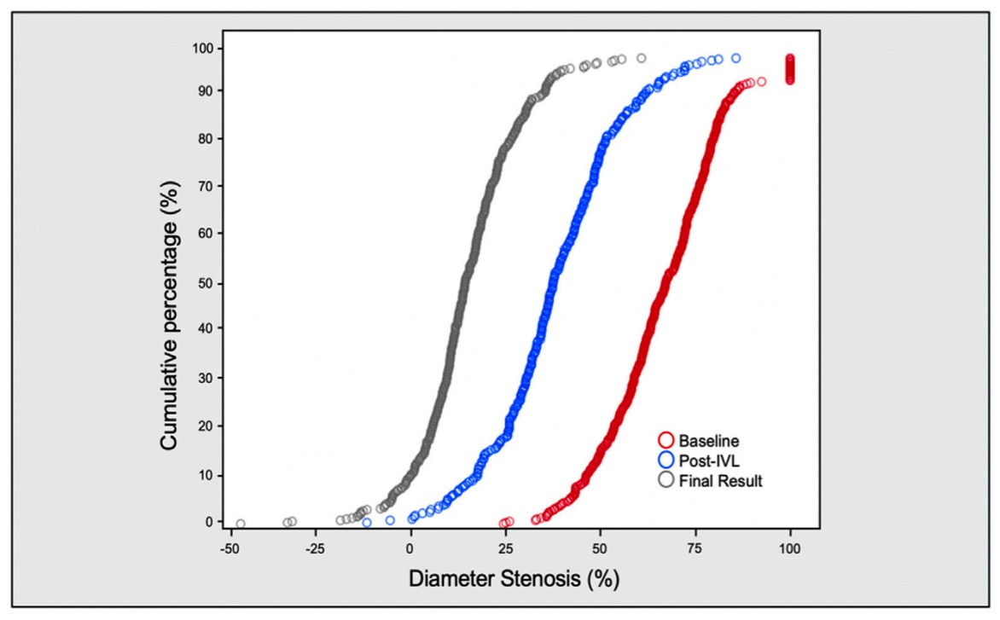 100
90
80
70
60
50
40
30
20
10
0
Cumulative percentage (%)
Baseline
Post-IVL
Final Result
-50 -25 0 25 50 75 100
Diameter Stenosis (%)